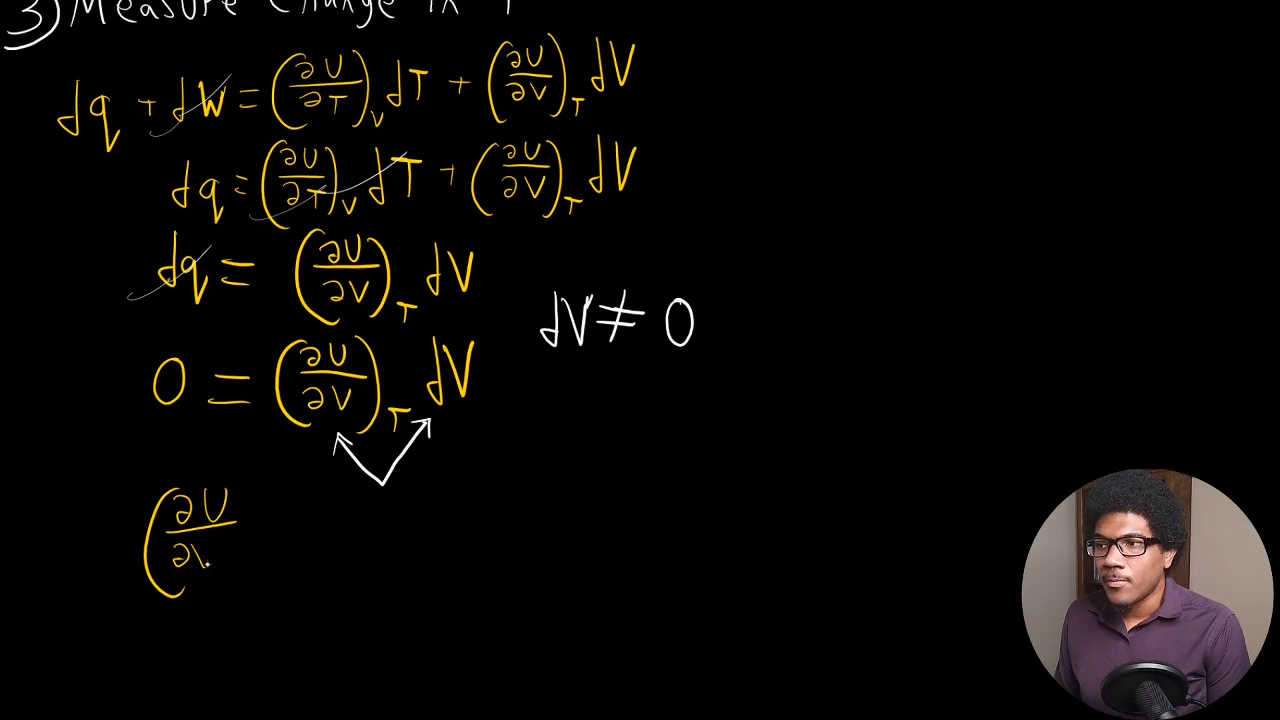 3) Measure Change in T
dq + dW = (∂U/∂T)_V dT + (∂U/∂V)_T dV
dq = (∂U/∂T)_V dT + (∂U/∂V)_T dV
dq = (∂U/∂V)_T dV
dV ≠ 0
0 = (∂U/∂V)_T dV
(∂U/∂V